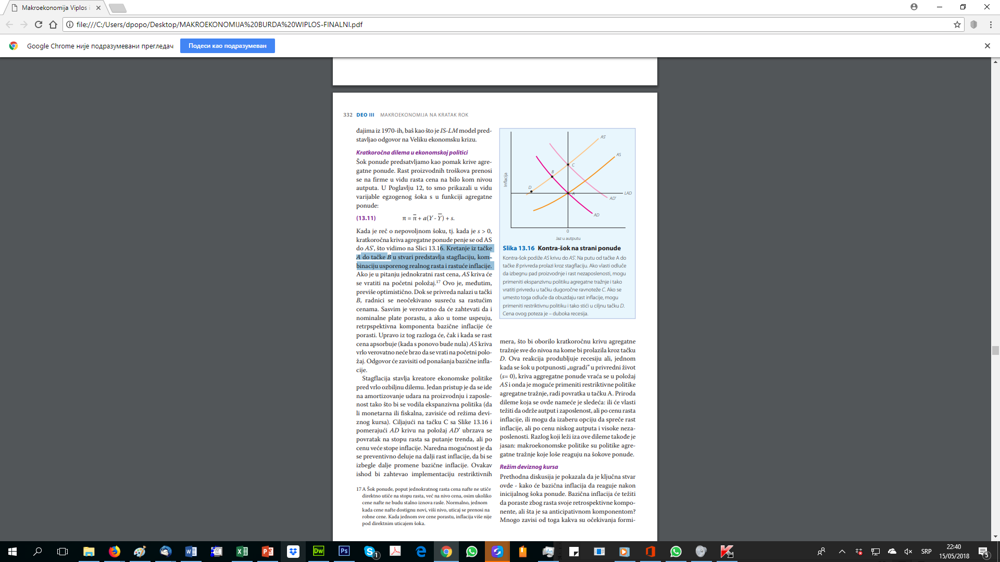 Makroekonomija Viplos i
file:///C:/Users/dpopo/Desktop/MAKROEKONOMIJA%20BURDA%20WIPLOS-FINALNI.pdf
Google Chrome није подразумевани прегледач
Подеси као подразумеван
332 DEO III MAKROEKONOMIJA NA KRATAK ROK
đajima iz 1970-ih, baš kao što je IS-LM model pred-
stavljao odgovor na Veliku ekonomsku krizu.
Kratkoročna dilema u ekonomskoj politici
Šok ponude predsatvljamo kao pomak krive agre-
gatne ponude. Rast proizvodnih troškova prenosi
se na firme u vidu rasta cena na bilo kom nivou
autputa. U Poglavlju 12, to smo prikazali u vidu
varijable egzogenog šoka s u funkciji agregatne
ponude:
(13.11) π = π̅ + a(Y - Y̅) + s.
Kada je reč o nepovoljnom šoku, tj. kada je s > 0,
kratkoročna kriva agregatne ponude penje se od AS
do AS', što vidimo na Slici 13.16. Kretanje iz tačke
A do tačke B u stvari predstavlja stagflaciju, kom-
binaciju usporenog realnog rasta i rastuće inflacije.
Ako je u pitanju jednokratni rast cena, AS kriva će
se vratiti na početni položaj.17 Ovo je, međutim,
previše optimistično. Dok se privreda nalazi u tački
B, radnici se neočekivano susreću sa rastućim
cenama. Sasvim je verovatno da će zahtevati da i
nominalne plate porastu, a ako u tome uspeuju,
retrpspektivna komponenta bazične inflacije će
porasti. Upravo iz tog razloga će, čak i kada se rast
cena apsorbuje (kada s ponovo bude nula) AS kriva
vrlo verovatno neće brzo da se vrati na početni polo-
žaj. Odgovor će zavisiti od ponašanja bazične infla-
cije.
Stagflacija stavlja kreatore ekonomske politike
pred vrlo ozbiljnu dilemu. Jedan pristup je da se ide
na amortizovanje udara na proizvodnju i zaposle-
nost tako što bi se vodila ekspanzivna politika (da
li monetarna ili fiskalna, zavisiće od režima devi-
znog kursa). Ciljajući na tačku C sa Slike 13.16 i
pomerajući AD krivu na položaj AD' ubrzava se
povratak na stopu rasta sa putanje trenda, ali po
cenu veće stope inflacije. Naredna mogućnost je da
se preventivno deluje na dalji rast inflacije, da bi se
izbegle dalje promene bazične inflacije. Ovakav
ishod bi zahtevao implementaciju restriktivnih
17 A Šok ponude, poput jednokratnog rasta cena nafte ne utiče
direktno utiče na stopu rasta, već na nivo cena, osim ukoliko
cene nafte ne budu stalno iznova rasle. Normalno, jednom
kada cene nafte dostignu novi, viši nivo, uticaj se prenosi na
robne cene. Kada jednom sve cene porastu, inflacija više nije
pod direktnim uticajem šoka.
AS'
AS
C
B
Inflacija
D
A
LAD
AD'
AD
0
Jaz u autputu
Slika 13.16 Kontra-šok na strani ponude
Kontra-šok podiže AS krivu do AS'. Na putu od tačke A do
tačke B privreda prolazi kroz stagflaciju. Ako vlasti odluče
da izbegnu pad proizvodnje i rast nezaposlenosti, mogu
primeniti ekspanzivnu politiku agregatne tražnje i tako
vratiti privredu u tačku dugoročne ravnoteže C. Ako se
umesto toga odluče da obuzdaju rast inflacije, mogu
primeniti restriktivnu politiku i tako stići u ciljnu tačku D.
Cena ovog poteza je – duboka recesija.
mera, što bi oborilo kratkoročnu krivu agregatne
tražnje sve do nivoa na kome bi prolazila kroz tačku
D. Ova reakcija produbljuje recesiju ali, jednom
kada se šok u potpunosti „ugradi” u privredni život
(s= 0), kriva aggregatne ponude vraća se u položaj
AS i onda je moguće primeniti restriktivne politike
agregatne tražnje, radi povratka u tačku A. Priroda
dileme koja se ovde nameće je sledeća: ili će vlasti
težiti da održe autput i zaposlenost, ali po cenu rasta
inflacije, ili mogu da izaberu opciju da spreče rast
inflacije, ali po cenu niskog autputa i visoke neza-
poslenosti. Razlog koji leži iza ove dileme takođe je
jasan: makroekonomske politike su politike agre-
gatne tražnje koje loše reaguju na šokove ponude.
Režim deviznog kursa
Prethodna diskusija je pokazala da je ključna stvar
ovde - kako će bazična inflacija da reaguje nakon
inicijalnog šoka ponude. Bazična inflacija će težiti
da poraste zbog rasta svoje retrospektivne kompo-
nente, ali šta je sa anticipativnom komponentom?
Mnogo zavisi od toga kakva su očekivanja formi-
Dw
Ps
1
SRP
22:40
15/05/2018
5